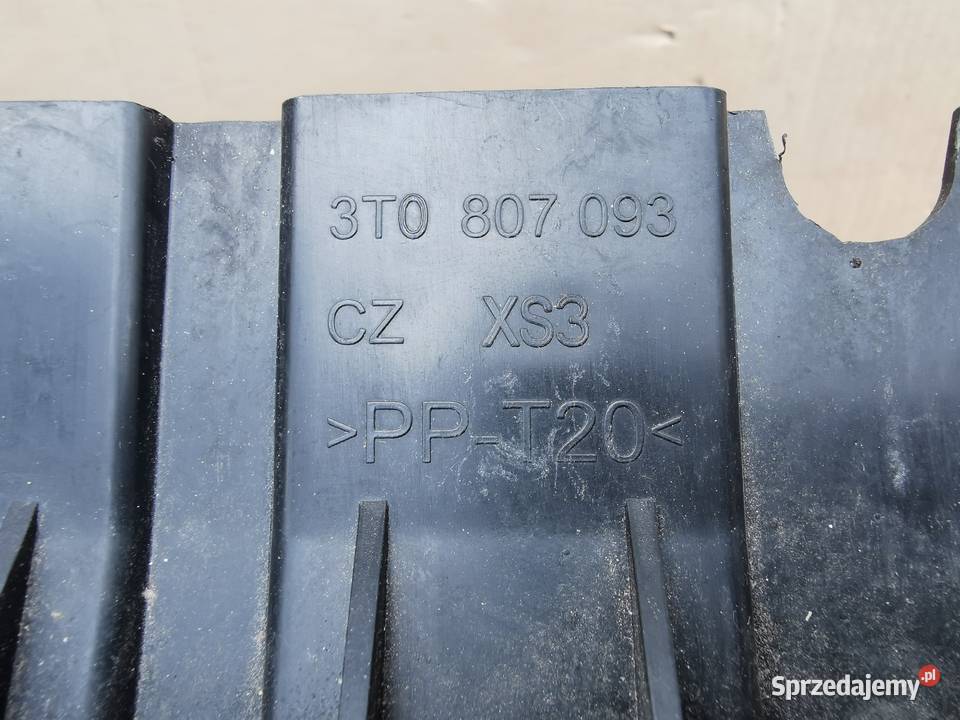 3T0 807 093
CZ XS3
>PP-T20<
Sprzedajemy.pl